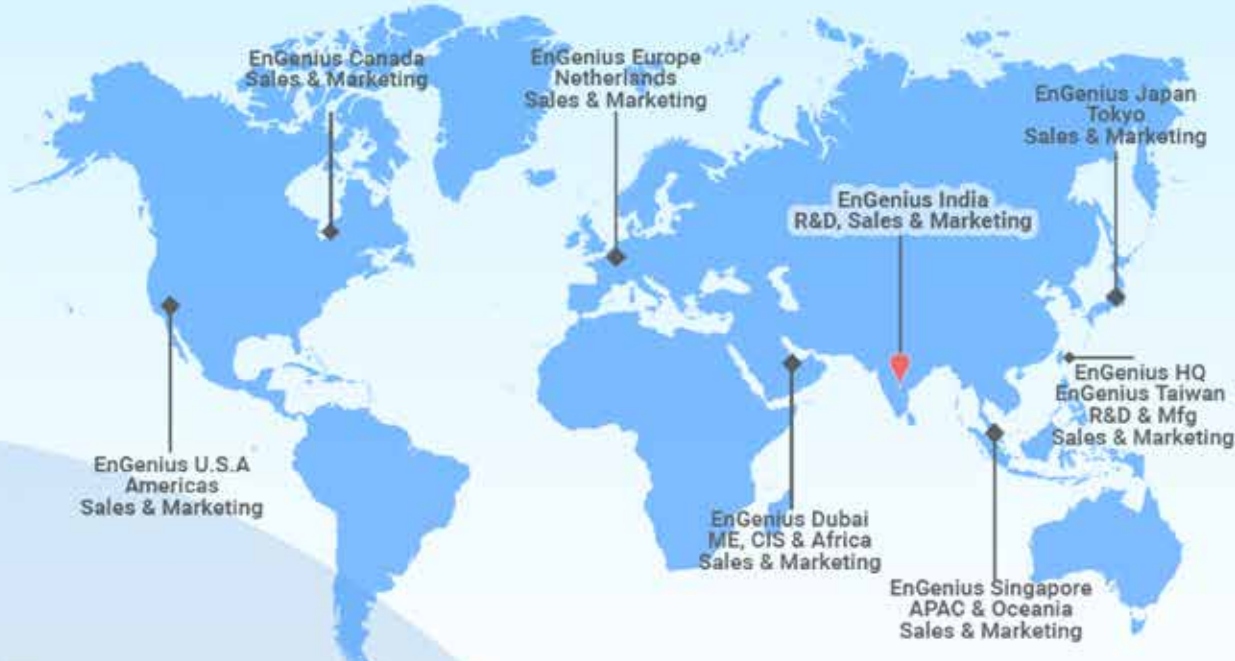 EnGenius Canada
Sales & Marketing
EnGenius Europe
Netherlands
Sales & Marketing
EnGenius Japan
Tokyo
Sales & Marketing
EnGenius India
R&D, Sales & Marketing
EnGenius HQ
EnGenius Taiwan
R&D & Mfg
Sales & Marketing
EnGenius U.S.A
Americas
Sales & Marketing
EnGenius Dubai
ME, CIS & Africa
Sales & Marketing
EnGenius Singapore
APAC & Oceania
Sales & Marketing